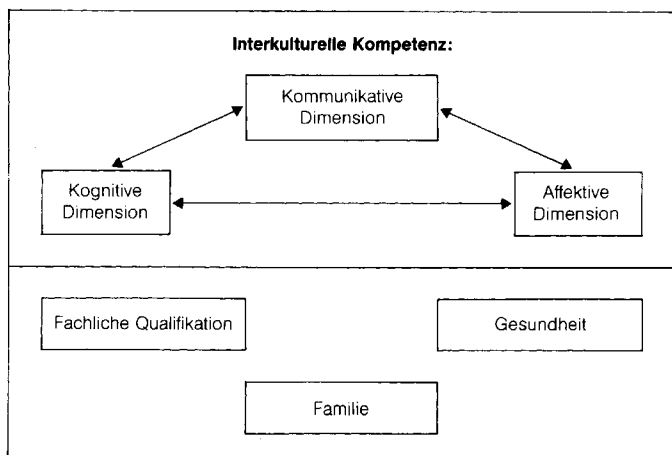 Interkulturelle Kompetenz:
Kommunikative
Dimension
Kognitive
Dimension
Affektive
Dimension
Fachliche Qualifikation
Gesundheit
Familie